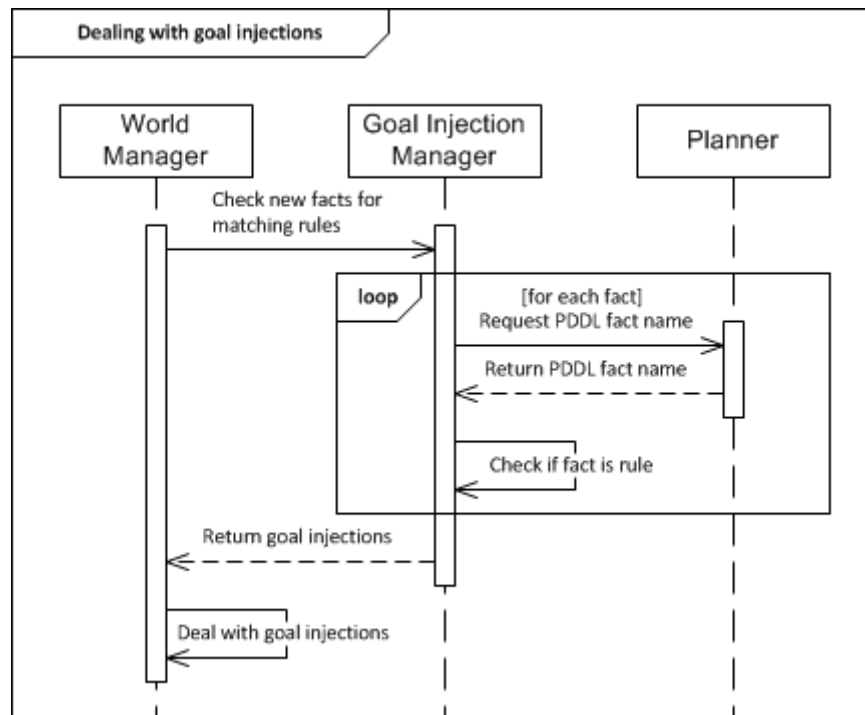 Dealing with goal injections
World
Manager
Goal Injection
Manager
Planner
Check new facts for
matching rules
loop
[for each fact]
Request PDDL fact name
Return PDDL fact name
Check if fact is rule
Return goal injections
Deal with goal injections